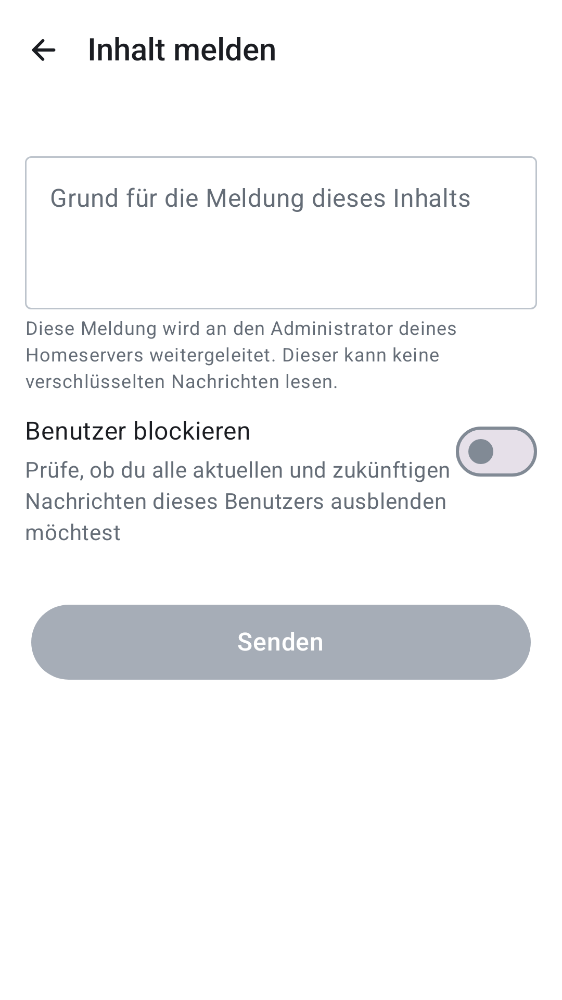 Inhalt melden
Grund für die Meldung dieses Inhalts
Diese Meldung wird an den Administrator deines
Homeservers weitergeleitet. Dieser kann keine
verschlüsselten Nachrichten lesen.
Benutzer blockieren
Prüfe, ob du alle aktuellen und zukünftigen
Nachrichten dieses Benutzers ausblenden
möchtest
Senden